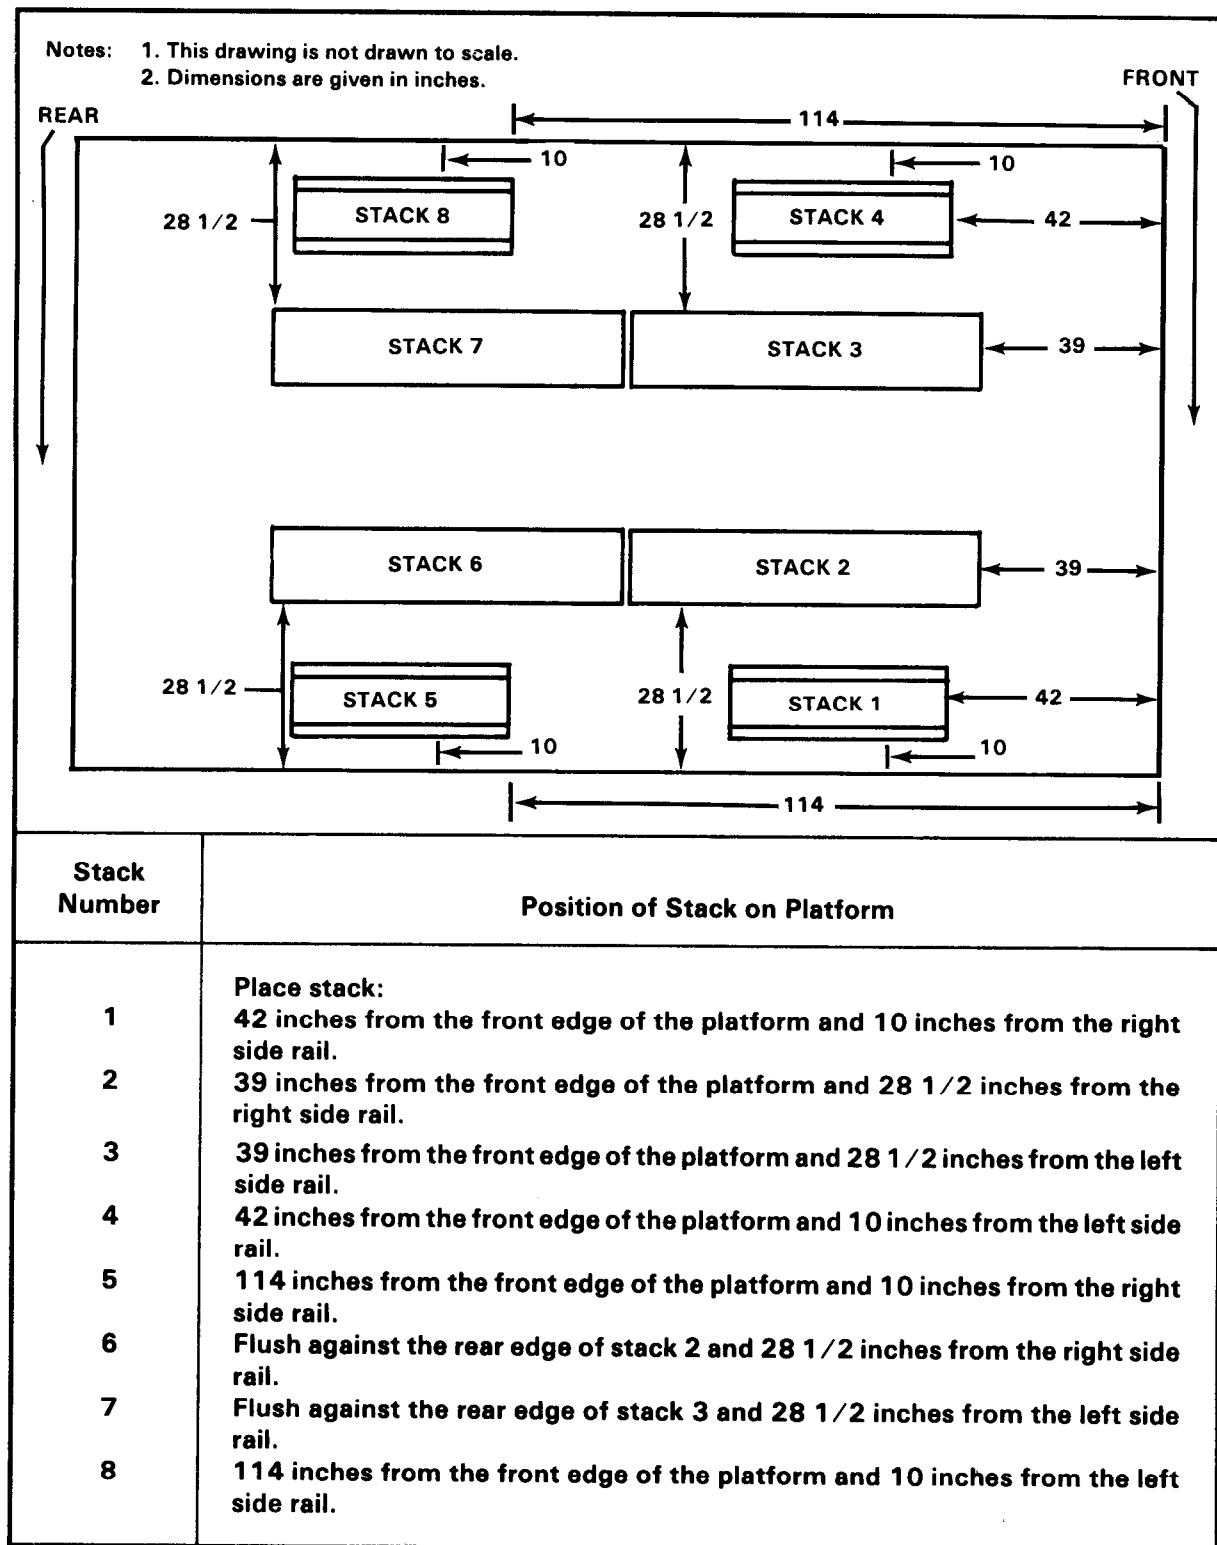 Notes: 1. This drawing is not drawn to scale.
2. Dimensions are given in inches.
FRONT
REAR
114
10
10
28 1/2
STACK 8
28 1/2
STACK 4
42
STACK 7
STACK 3
39
STACK 6
STACK 2
39
28 1/2
STACK 5
28 1/2
STACK 1
42
10
10
114
Stack
Number
Position of Stack on Platform
Place stack:
1 42 inches from the front edge of the platform and 10 inches from the right
side rail.
2 39 inches from the front edge of the platform and 28 1/2 inches from the
right side rail.
3 39 inches from the front edge of the platform and 28 1/2 inches from the left
side rail.
4 42 inches from the front edge of the platform and 10 inches from the left side
rail.
5 114 inches from the front edge of the platform and 10 inches from the right
side rail.
6 Flush against the rear edge of stack 2 and 28 1/2 inches from the right side
rail.
7 Flush against the rear edge of stack 3 and 28 1/2 inches from the left side
rail.
8 114 inches from the front edge of the platform and 10 inches from the left
side rail.